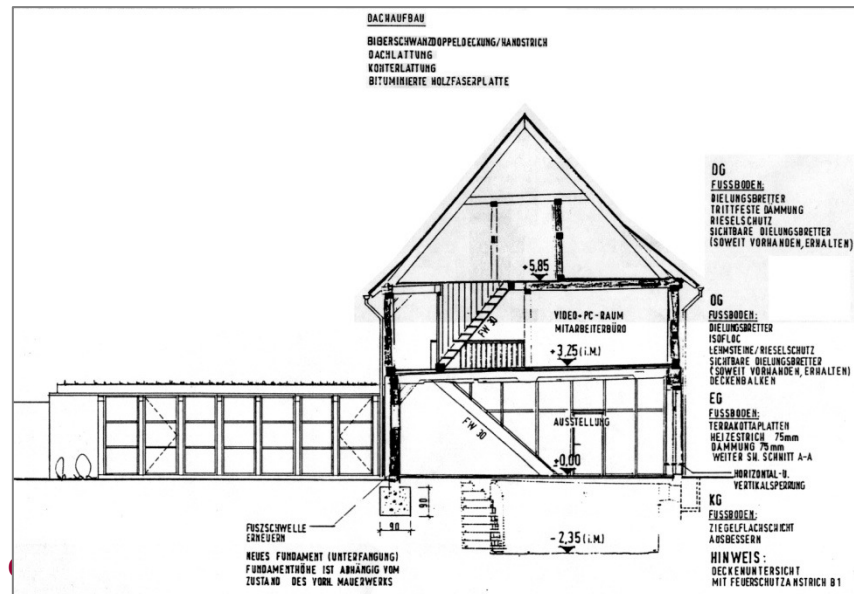 DACHAUFBAU
BIBERSCHWANZDOPPELDECKUNG/HANDSTRICH
DACHLATTUNG
KONTERLATTUNG
BITUMINIERTE HOLZFASERPLATTE
DG
FUSSBODEN:
DIELUNGSBRETTER
TRITTFESTE DÄMMUNG
RIESELSCHUTZ
SICHTBARE DIELUNGSBRETTER
(SOWEIT VORHANDEN, ERHALTEN)
+5,85
FW 30
VIDEO-PC-RAUM
MITARBEITERBÜRO
+3,25 (i.M.)
OG
FUSSBODEN:
DIELUNGSBRETTER
ISOFLOC
LEHMSTEINE/RIESELSCHUTZ
SICHTBARE DIELUNGSBRETTER
(SOWEIT VORHANDEN, ERHALTEN)
DECKENBALKEN
FW 30
AUSSTELLUNG
±0,00
EG
FUSSBODEN:
TERRAKOTTAPLATTEN
HEIZESTRICH 75mm
DÄMMUNG 75mm
WEITER SH. SCHNITT A-A
HORIZONTAL-U.
VERTIKALSPERRUNG
KG
FUSSBODEN:
ZIEGELFLACHSCHICHT
AUSBESSERN
HINWEIS:
DECKENUNTERSICHT
MIT FEUERSCHUTZANSTRICH B1
90
90
- 2,35 (i.M.)
FUSZSCHWELLE
ERNEUERN
NEUES FUNDAMENT (UNTERFANGUNG)
FUNDAMENTHÖHE IST ABHÄNGIG VOM
ZUSTAND DES VORH. MAUERWERKS